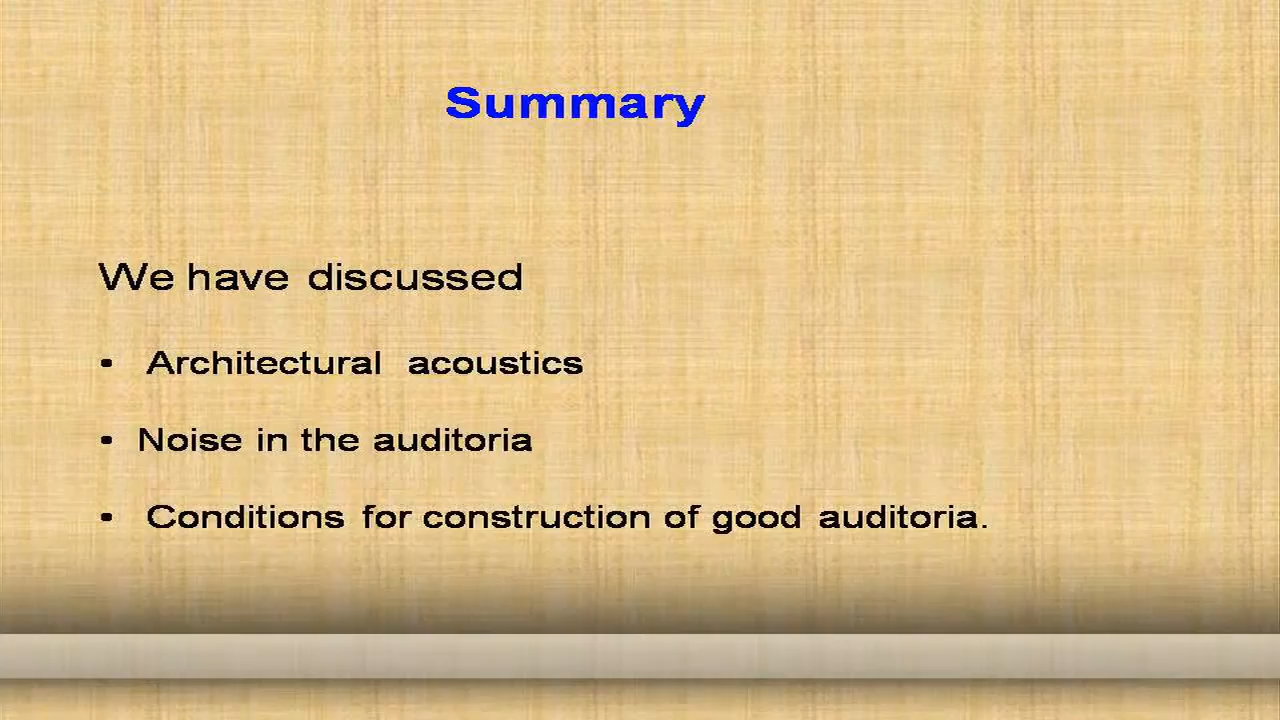 Summary
We have discussed
• Architectural acoustics
• Noise in the auditoria
• Conditions for construction of good auditoria.